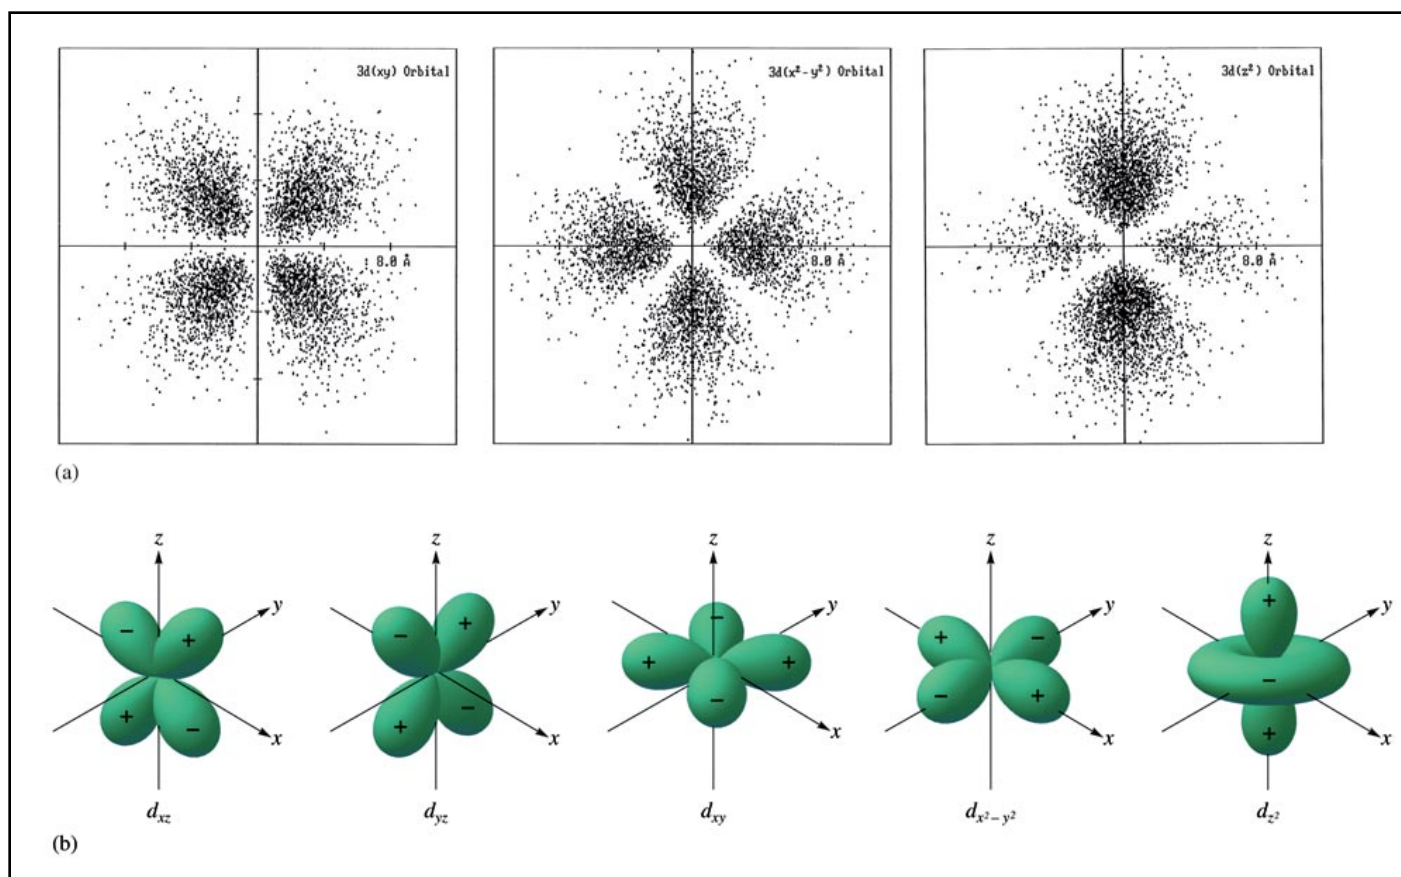 3d(xy) Orbital
8.0 Å
3d(x² - y²) Orbital
8.0 Å
3d(z²) Orbital
8.0 Å
(a)
z
y
x
−
+
+
−
d_xz
z
y
x
−
+
+
−
d_yz
z
y
x
−
+
+
−
d_xy
z
y
x
+
−
−
+
d_x² − y²
z
y
x
+
−
+
d_z²
(b)